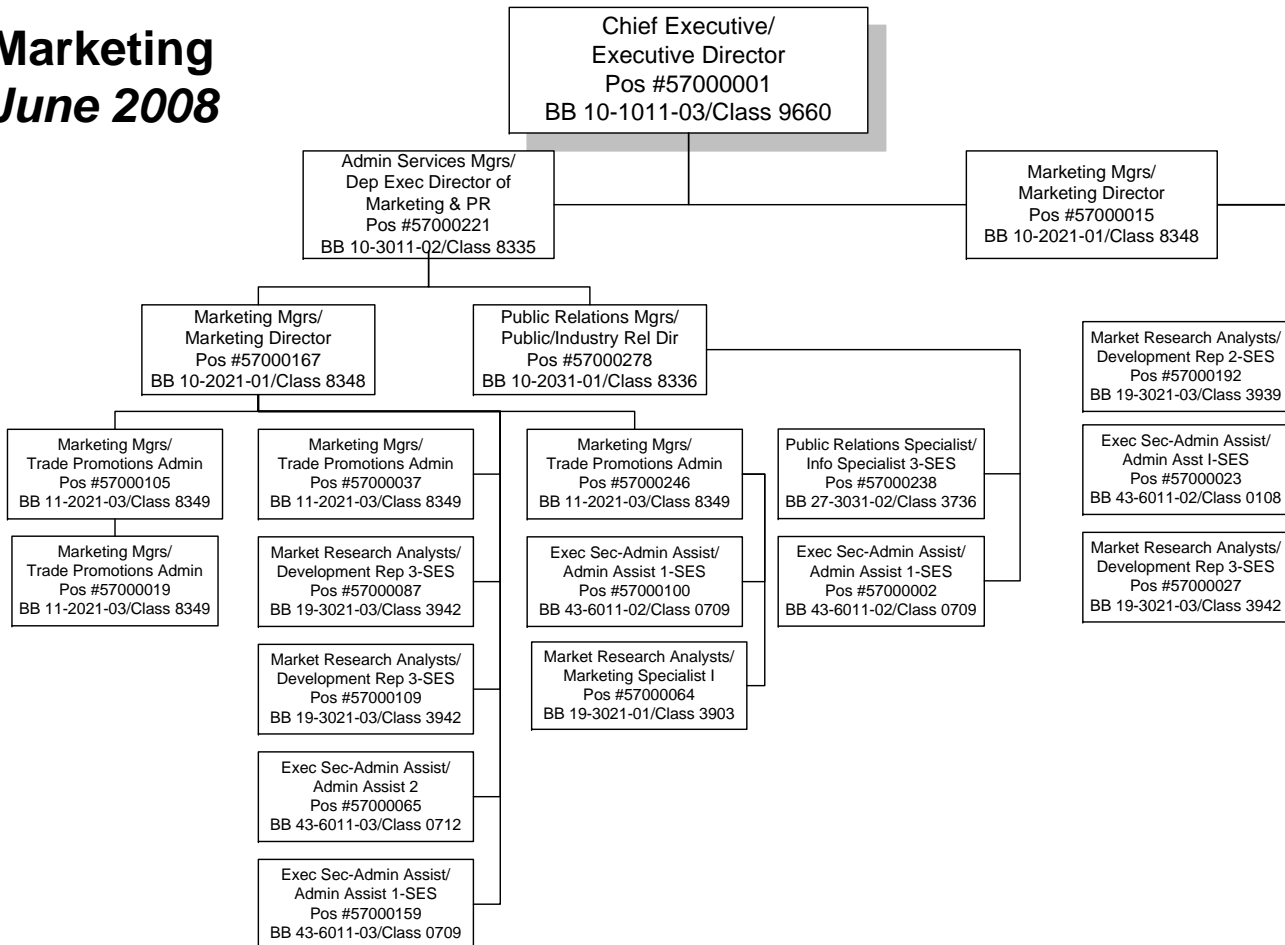 Marketing
June 2008
Chief Executive/
Executive Director
Pos #57000001
BB 10-1011-03/Class 9660
Admin Services Mgrs/
Dep Exec Director of
Marketing & PR
Pos #57000221
BB 10-3011-02/Class 8335
Marketing Mgrs/
Marketing Director
Pos #57000015
BB 10-2021-01/Class 8348
Marketing Mgrs/
Marketing Director
Pos #57000167
BB 10-2021-01/Class 8348
Public Relations Mgrs/
Public/Industry Rel Dir
Pos #57000278
BB 10-2031-01/Class 8336
Market Research Analysts/
Development Rep 2-SES
Pos #57000192
BB 19-3021-03/Class 3939
Marketing Mgrs/
Trade Promotions Admin
Pos #57000105
BB 11-2021-03/Class 8349
Marketing Mgrs/
Trade Promotions Admin
Pos #57000037
BB 11-2021-03/Class 8349
Marketing Mgrs/
Trade Promotions Admin
Pos #57000246
BB 11-2021-03/Class 8349
Public Relations Specialist/
Info Specialist 3-SES
Pos #57000238
BB 27-3031-02/Class 3736
Exec Sec-Admin Assist/
Admin Asst I-SES
Pos #57000023
BB 43-6011-02/Class 0108
Marketing Mgrs/
Trade Promotions Admin
Pos #57000019
BB 11-2021-03/Class 8349
Market Research Analysts/
Development Rep 3-SES
Pos #57000087
BB 19-3021-03/Class 3942
Exec Sec-Admin Assist/
Admin Assist 1-SES
Pos #57000100
BB 43-6011-02/Class 0709
Exec Sec-Admin Assist/
Admin Assist 1-SES
Pos #57000002
BB 43-6011-02/Class 0709
Market Research Analysts/
Development Rep 3-SES
Pos #57000027
BB 19-3021-03/Class 3942
Market Research Analysts/
Development Rep 3-SES
Pos #57000109
BB 19-3021-03/Class 3942
Market Research Analysts/
Marketing Specialist I
Pos #57000064
BB 19-3021-01/Class 3903
Exec Sec-Admin Assist/
Admin Assist 2
Pos #57000065
BB 43-6011-03/Class 0712
Exec Sec-Admin Assist/
Admin Assist 1-SES
Pos #57000159
BB 43-6011-03/Class 0709